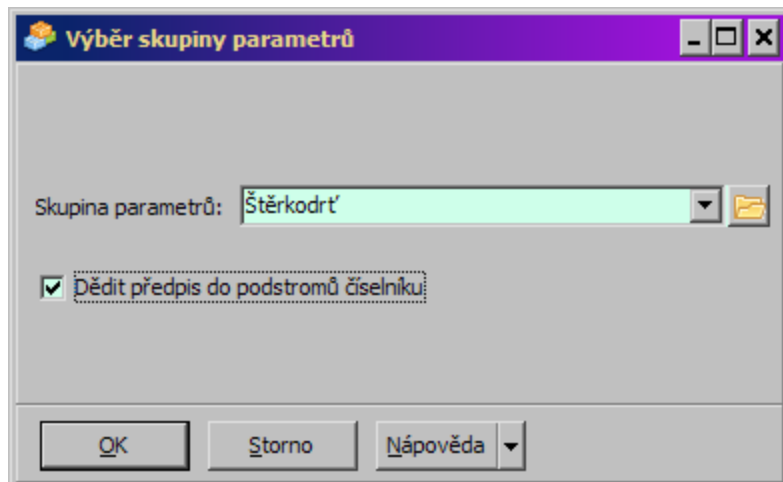 Výběr skupiny parametrů
Skupina parametrů: Štěrkodrť
Dědit předpis do podstromů číselníku
OK Storno Nápověda